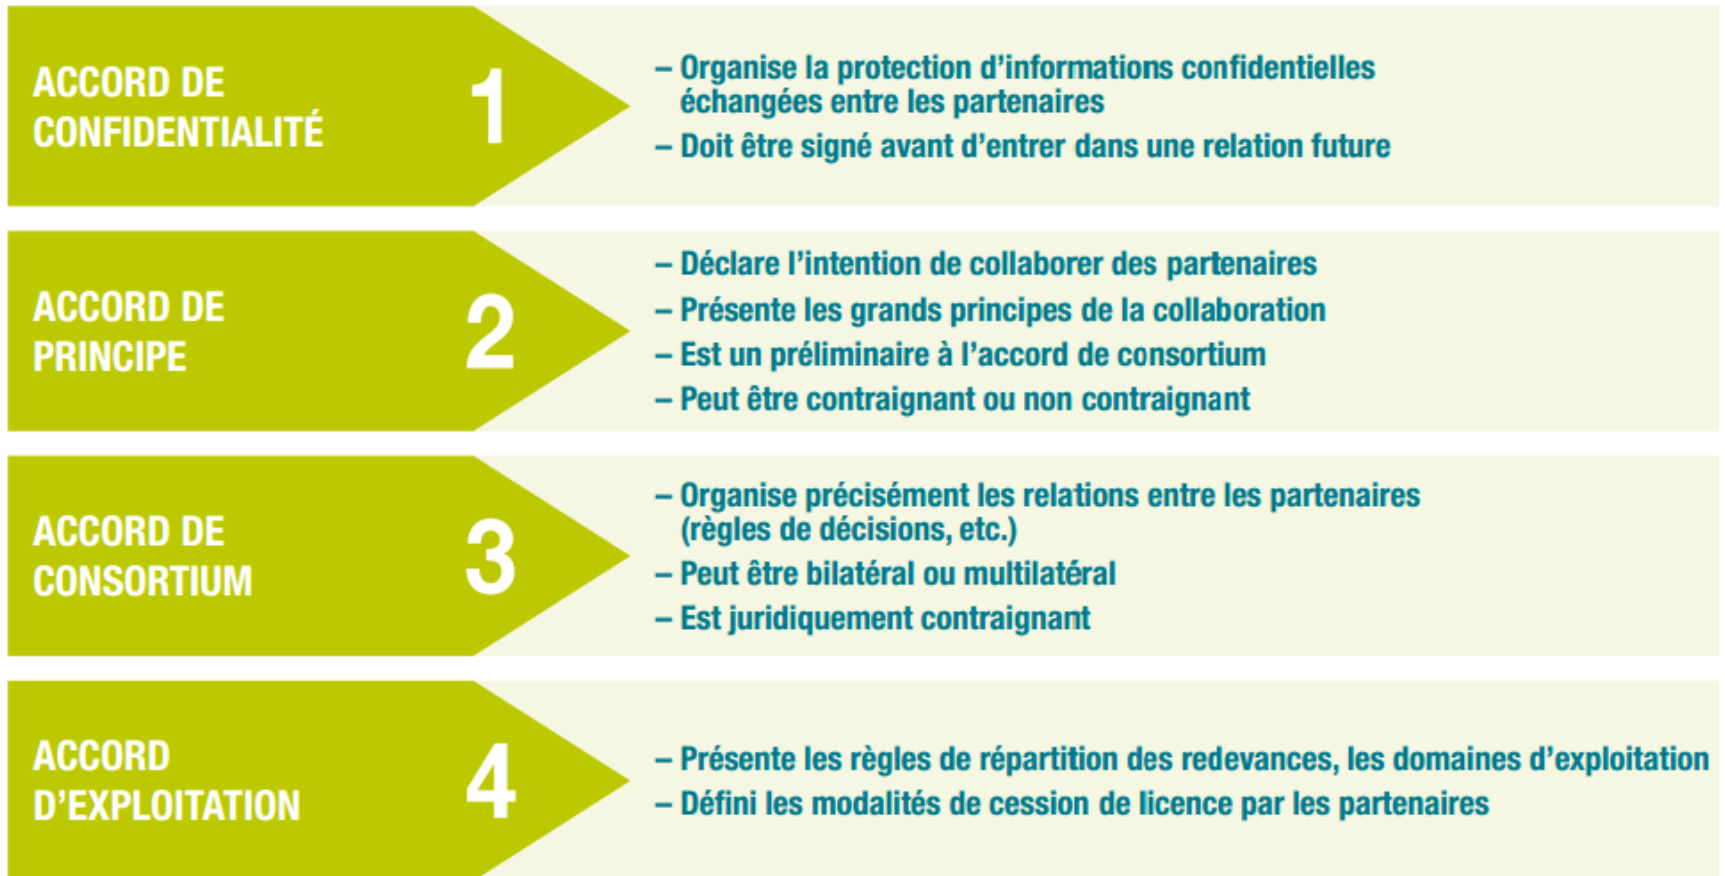 ACCORD DE
CONFIDENTIALITÉ
1
– Organise la protection d’informations confidentielles
échangées entre les partenaires
– Doit être signé avant d’entrer dans une relation future
ACCORD DE
PRINCIPE
2
– Déclare l’intention de collaborer des partenaires
– Présente les grands principes de la collaboration
– Est un préliminaire à l’accord de consortium
– Peut être contraignant ou non contraignant
ACCORD DE
CONSORTIUM
3
– Organise précisément les relations entre les partenaires
(règles de décisions, etc.)
– Peut être bilatéral ou multilatéral
– Est juridiquement contraignant
ACCORD
D’EXPLOITATION
4
– Présente les règles de répartition des redevances, les domaines d’exploitation
– Défini les modalités de cession de licence par les partenaires